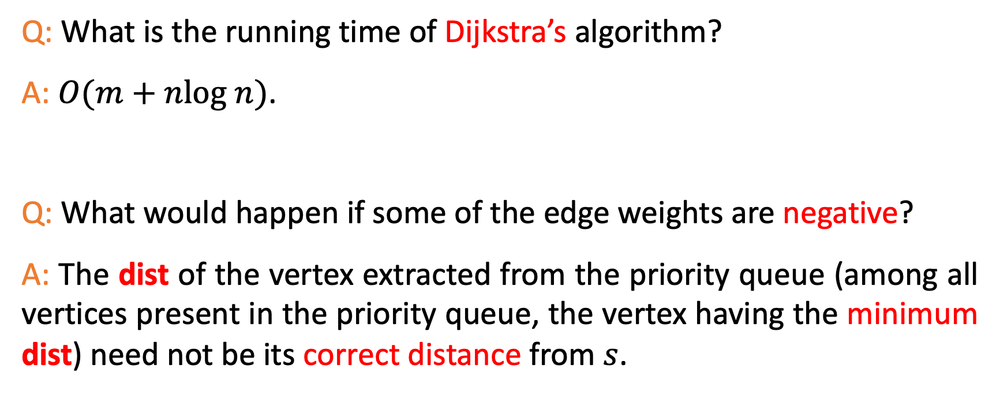 Q: What is the running time of Dijkstra’s algorithm?
A: O(m + nlog n).
Q: What would happen if some of the edge weights are negative?
A: The dist of the vertex extracted from the priority queue (among all
vertices present in the priority queue, the vertex having the minimum
dist) need not be its correct distance from s.